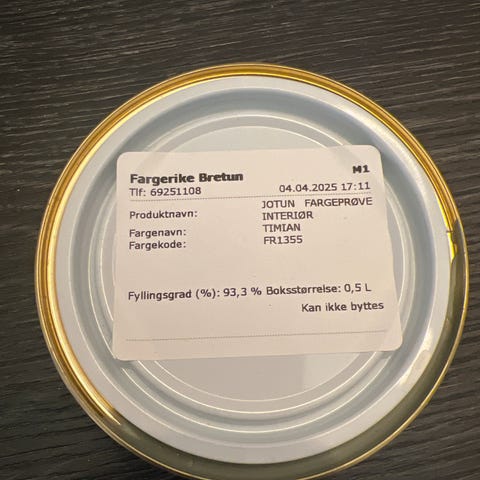 Fargerike Bretun M1
Tlf: 69251108 04.04.2025 17:11
Produktnavn: JOTUN FARGEPRØVE
INTERIØR
Fargenavn: TIMIAN
Fargekode: FR1355
Fyllingsgrad (%): 93,3 % Boksstørrelse: 0,5 L
Kan ikke byttes